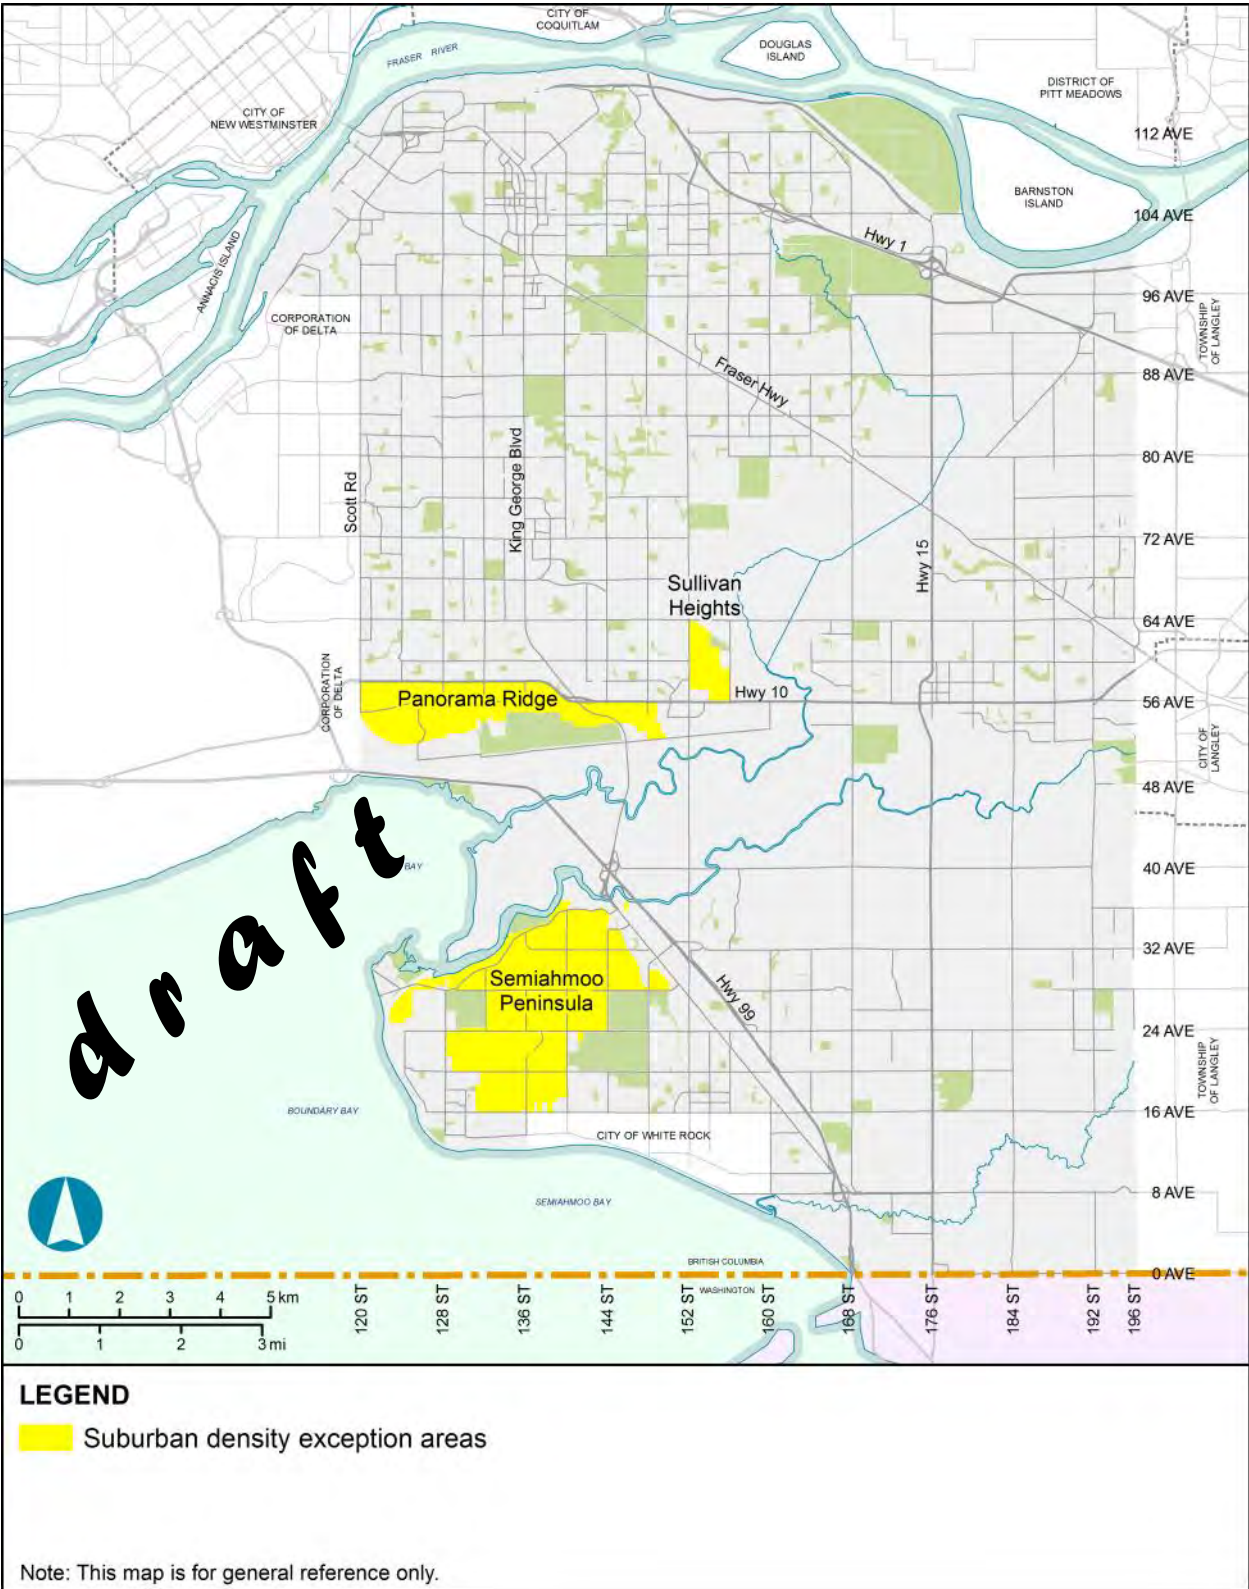 CITY OF
COQUITLAM
FRASER RIVER
DOUGLAS
ISLAND
DISTRICT OF
PITT MEADOWS
CITY OF
NEW WESTMINSTER
112 AVE
BARNSTON
ISLAND
104 AVE
Hwy 1
ANNACIS ISLAND
96 AVE
CORPORATION
OF DELTA
TOWNSHIP
OF LANGLEY
88 AVE
Fraser Hwy
80 AVE
Scott Rd
King George Blvd
72 AVE
Hwy 15
Sullivan
Heights
64 AVE
CORPORATION
OF DELTA
Panorama Ridge
Hwy 10
56 AVE
CITY OF
LANGLEY
48 AVE
draft
BAY
40 AVE
32 AVE
Semiahmoo
Peninsula
Hwy 99
24 AVE
TOWNSHIP
OF LANGLEY
BOUNDARY BAY
16 AVE
CITY OF WHITE ROCK
8 AVE
SEMIAHMOO BAY
BRITISH COLUMBIA
0 AVE
WASHINGTON
0 1 2 3 4 5 km
0 1 2 3 mi
120 ST
128 ST
136 ST
144 ST
152 ST
160 ST
168 ST
176 ST
184 ST
192 ST
196 ST
LEGEND
Suburban density exception areas
Note: This map is for general reference only.